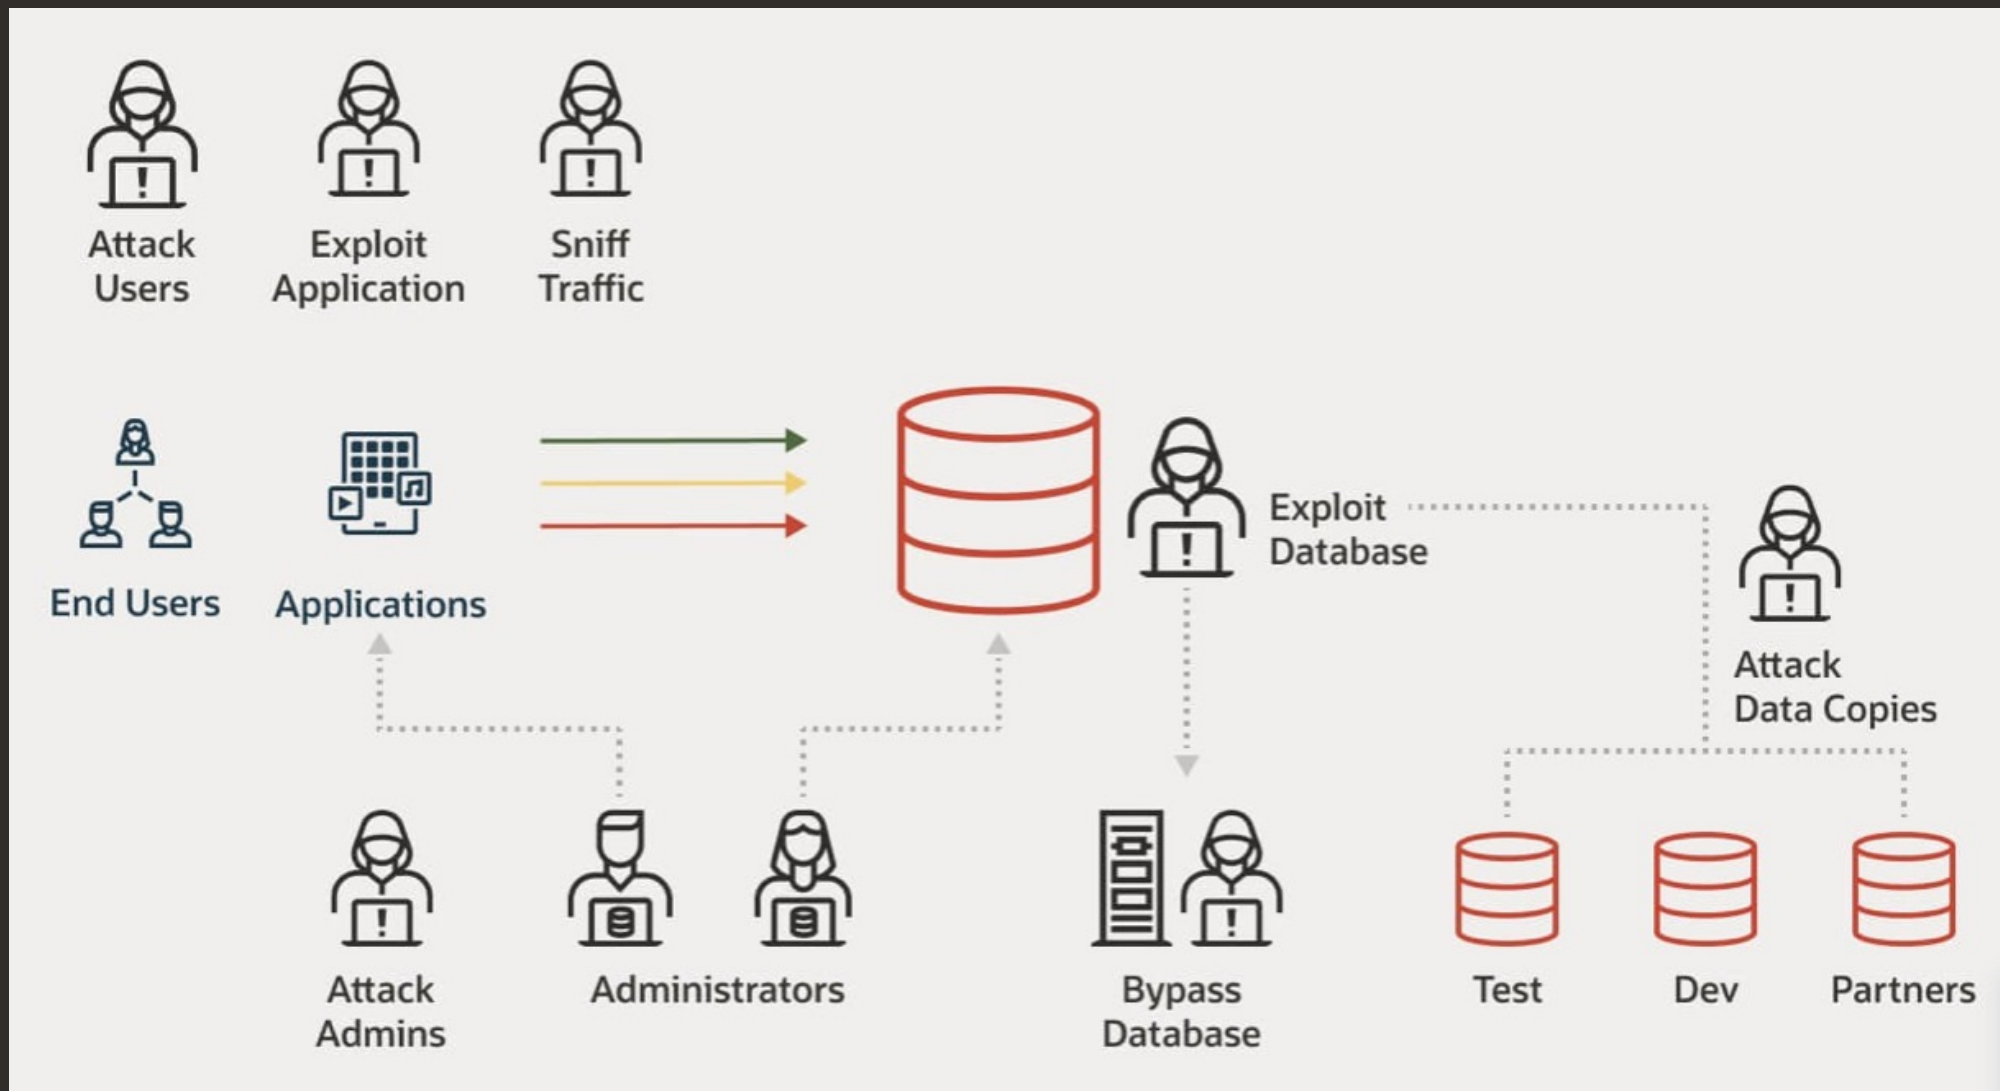 Attack
Users
Exploit
Application
Sniff
Traffic
End Users
Applications
Exploit
Database
Attack
Data Copies
Attack
Admins
Administrators
Bypass
Database
Test
Dev
Partners